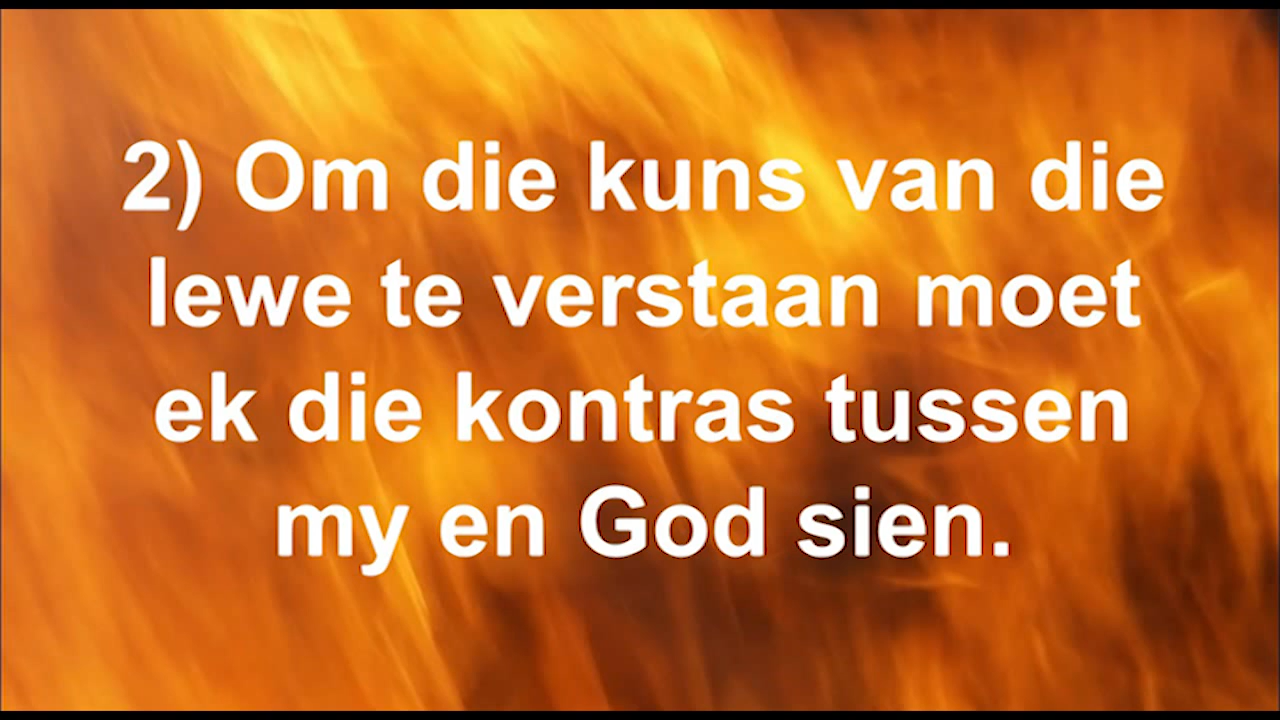 2) Om die kuns van die
lewe te verstaan moet
ek die kontras tussen
my en God sien.